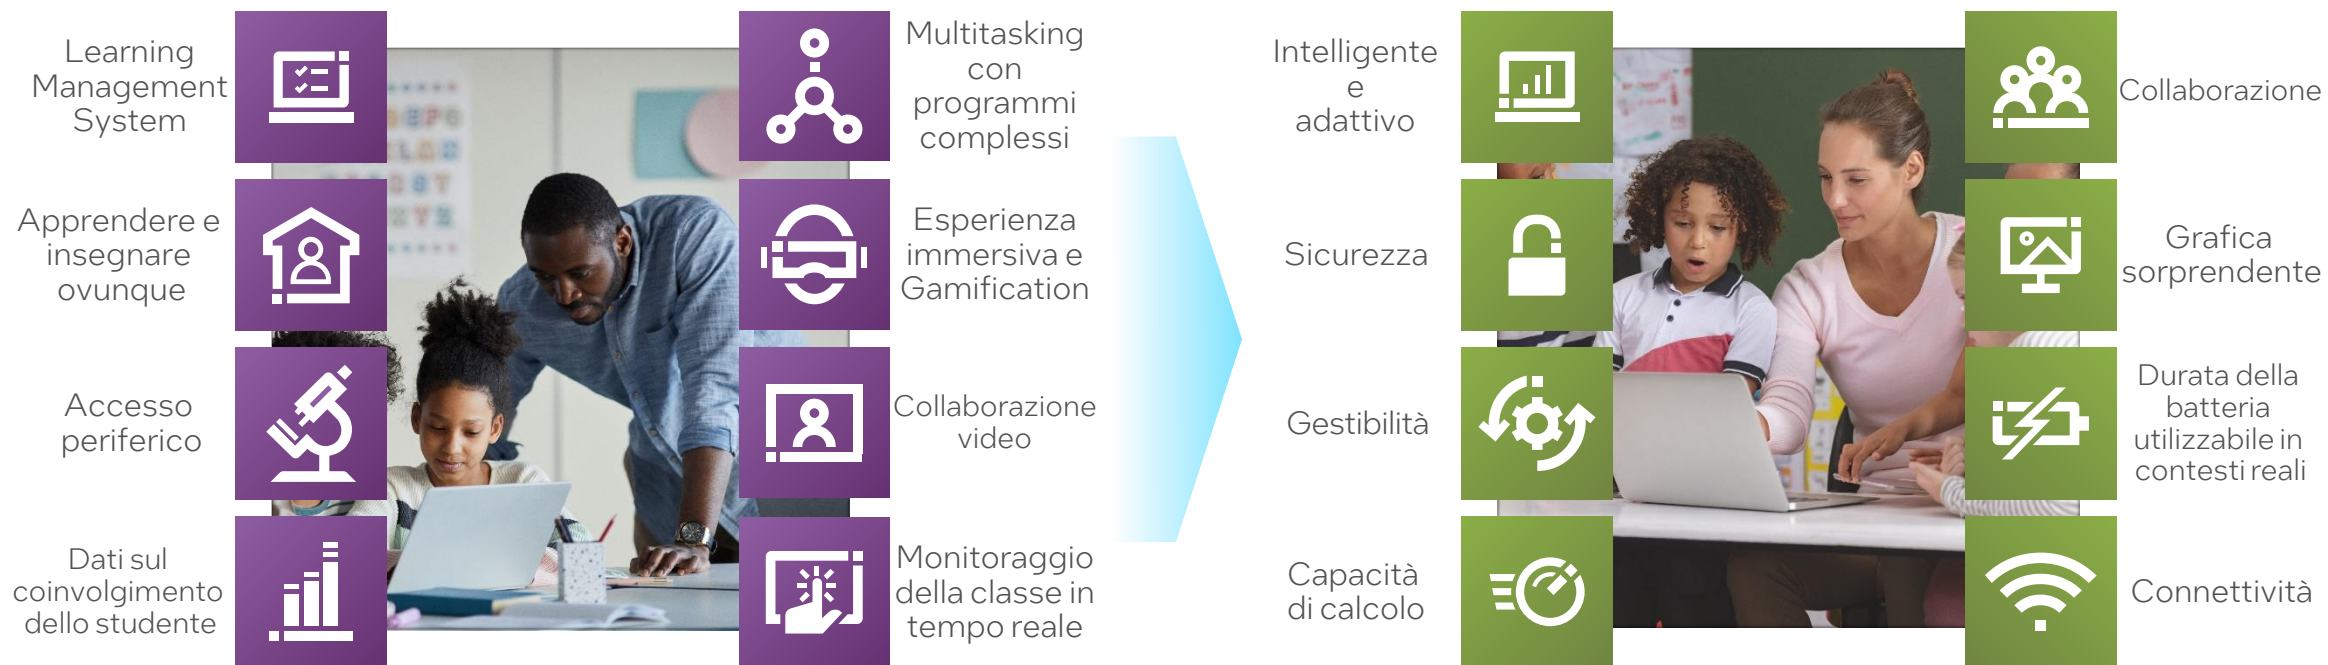 Learning
Management
System
Multitasking
con
programmi
complessi
Apprendere e
insegnare
ovunque
Esperienza
immersiva e
Gamification
Accesso
periferico
Collaborazione
video
Dati sul
coinvolgimento
dello studente
Monitoraggio
della classe in
tempo reale
Intelligente
e
adattivo
Collaborazione
Sicurezza
Grafica
sorprendente
Gestibilità
Durata della
batteria
utilizzabile in
contesti reali
Capacità
di calcolo
Connettività